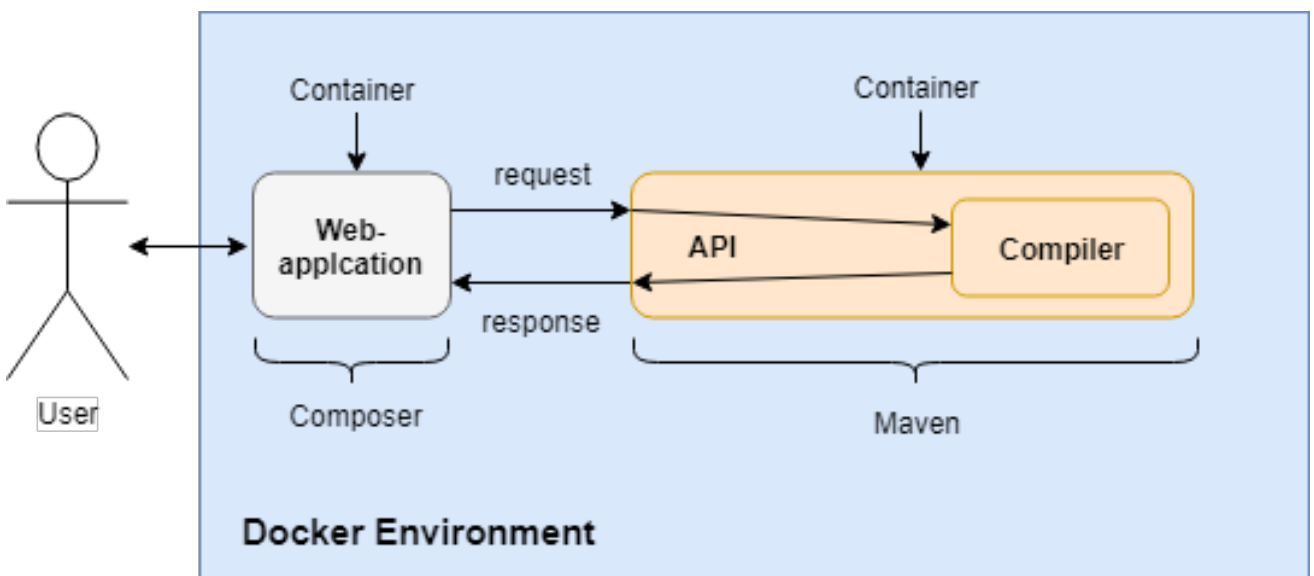 Container
Container
request
Web-
applcation
API
Compiler
response
User
Composer
Maven
Docker Environment